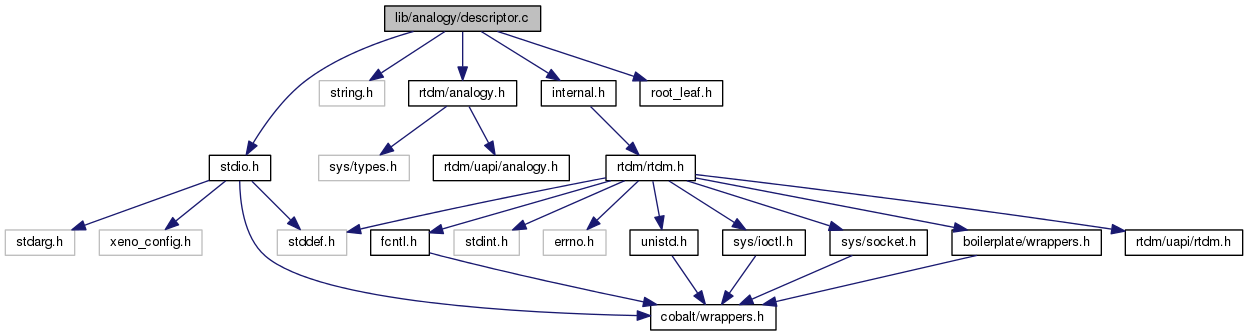 lib/analogy/descriptor.c
string.h
rtdm/analogy.h
internal.h
root_leaf.h
stdio.h
sys/types.h
rtdm/uapi/analogy.h
rtdm/rtdm.h
stdarg.h
xeno_config.h
stddef.h
fcntl.h
stdint.h
errno.h
unistd.h
sys/ioctl.h
sys/socket.h
boilerplate/wrappers.h
rtdm/uapi/rtdm.h
cobalt/wrappers.h